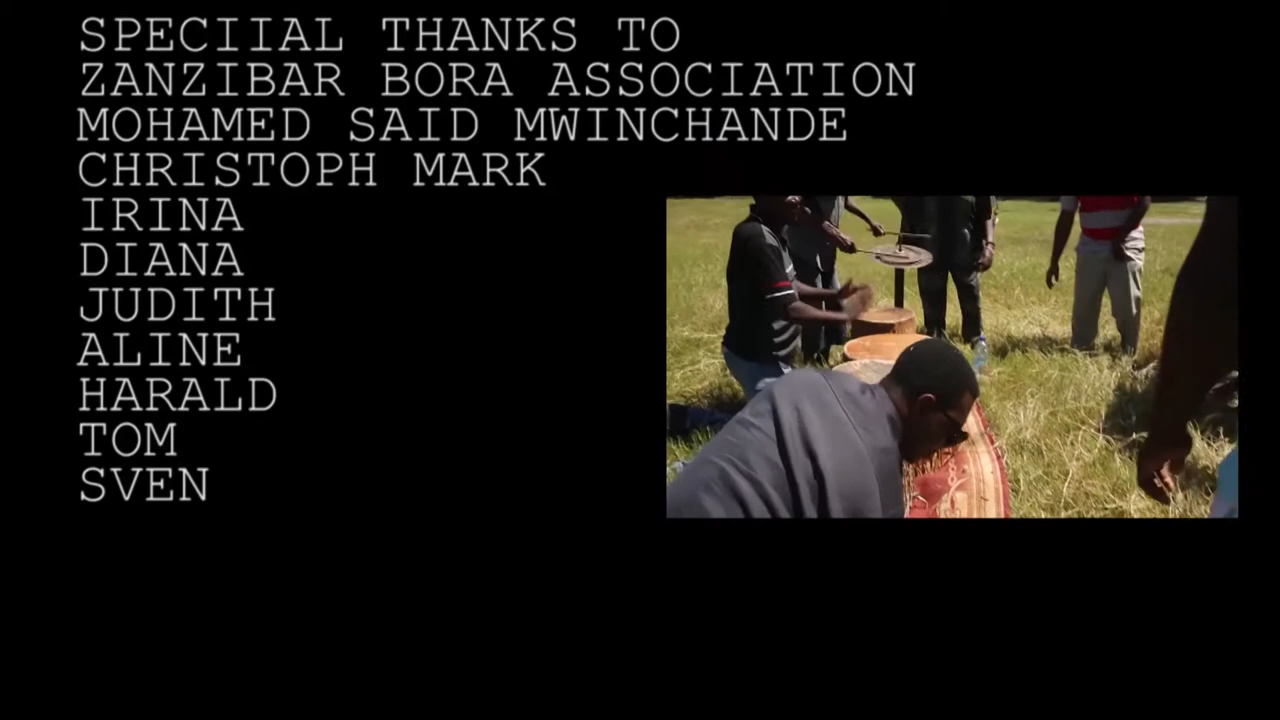 SPECIIAL THANKS TO
ZANZIBAR BORA ASSOCIATION
MOHAMED SAID MWINCHANDE
CHRISTOPH MARK
IRINA
DIANA
JUDITH
ALINE
HARALD
TOM
SVEN